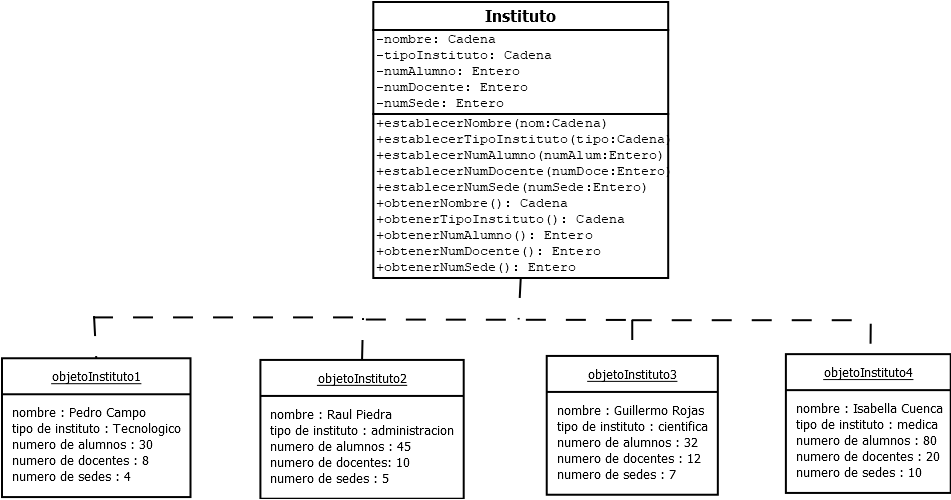 Instituto
-nombre: Cadena
-tipoInstituto: Cadena
-numAlumno: Entero
-numDocente: Entero
-numSede: Entero
+establecerNombre(nom:Cadena)
+establecerTipoInstituto(tipo:Cadena)
+establecerNumAlumno(numAlum:Entero)
+establecerNumDocente(numDoce:Entero)
+establecerNumSede(numSede:Entero)
+obtenerNombre(): Cadena
+obtenerTipoInstituto(): Cadena
+obtenerNumAlumno(): Entero
+obtenerNumDocente(): Entero
+obtenerNumSede(): Entero
objetoInstituto1
nombre : Pedro Campo
tipo de instituto : Tecnologico
numero de alumnos : 30
numero de docentes : 8
numero de sedes : 4
objetoInstituto2
nombre : Raul Piedra
tipo de instituto : administracion
numero de alumnos : 45
numero de docentes: 10
numero de sedes : 5
objetoInstituto3
nombre : Guillermo Rojas
tipo de instituto : cientifica
numero de alumnos : 32
numero de docentes : 12
numero de sedes : 7
objetoInstituto4
nombre : Isabella Cuenca
tipo de instituto : medica
numero de alumnos : 80
numero de docentes : 20
numero de sedes : 10